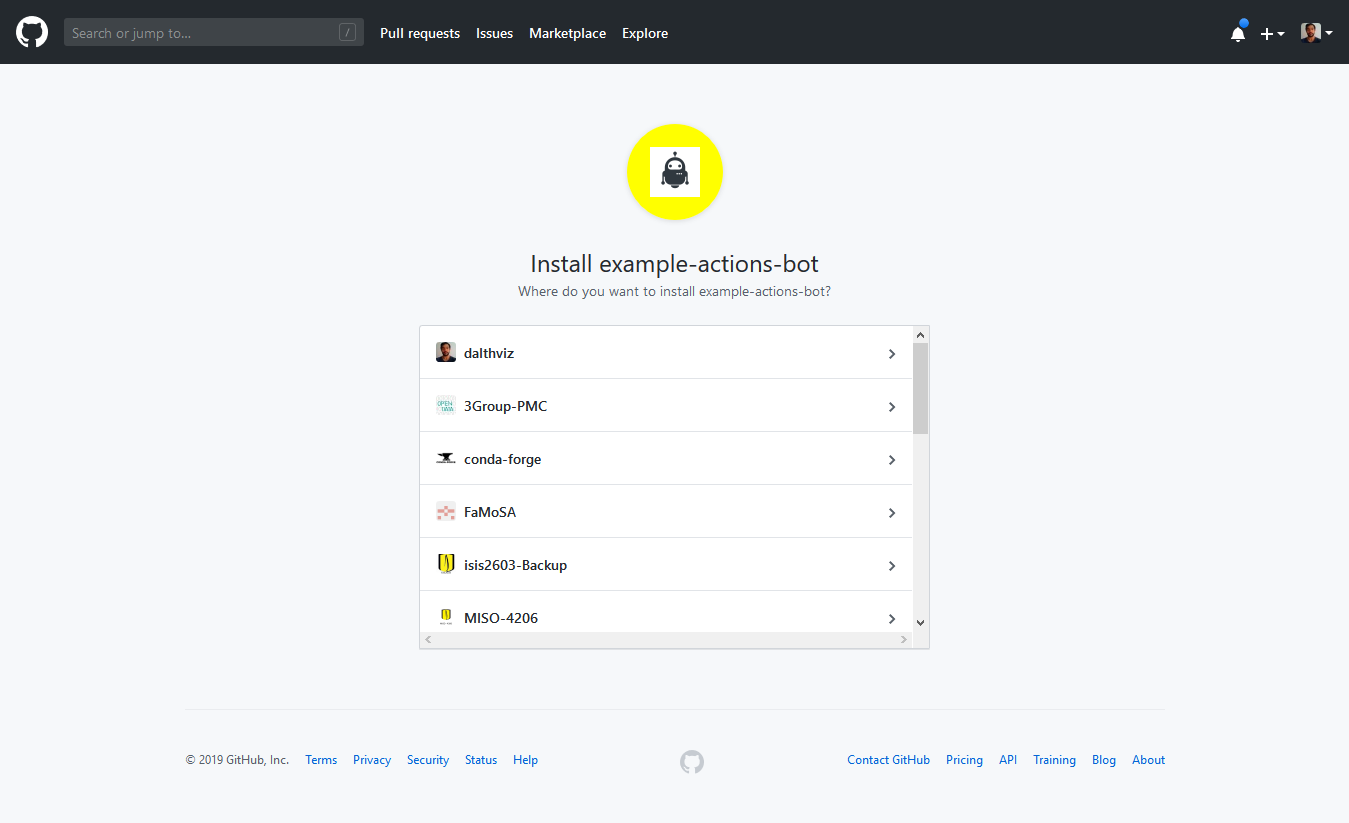 Search or jump to... / Pull requests Issues Marketplace Explore
Install example-actions-bot
Where do you want to install example-actions-bot?
dalthviz
OPEN DATA 3Group-PMC
conda-forge
FaMoSA
isis2603-Backup
MISO-4206
© 2019 GitHub, Inc. Terms Privacy Security Status Help Contact GitHub Pricing API Training Blog About